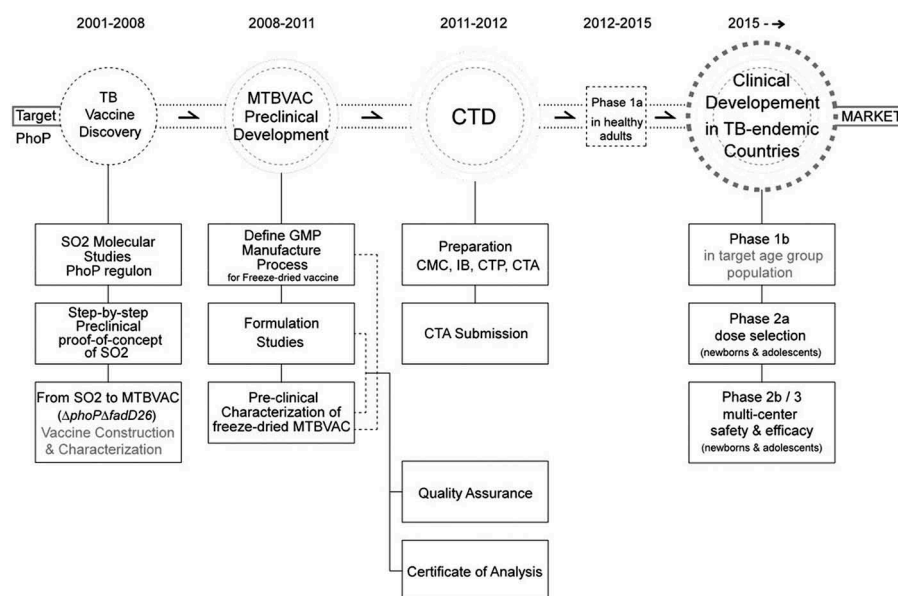 2001-2008
2008-2011
2011-2012
2012-2015
2015
Target
PhoP
TB
Vaccine
Discovery
MTBVAC
Preclinical
Development
CTD
Phase 1a
in healthy
adults
Clinical
Developement
in TB-endemic
Countries
MARKET
SO2 Molecular
Studies
PhoP regulon
Step-by-step
Preclinical
proof-of-concept
of SO2
From SO2 to MTBVAC
(ΔphoPΔfadD26)
Vaccine Construction
& Characterization
Define GMP
Manufacture
Process
for Freeze-dried vaccine
Formulation
Studies
Pre-clinical
Characterization of
freeze-dried MTBVAC
Preparation
CMC, IB, CTP, CTA
CTA Submission
Quality Assurance
Certificate of Analysis
Phase 1b
in target age group
population
Phase 2a
dose selection
(newborns & adolescents)
Phase 2b / 3
multi-center
safety & efficacy
(newborns & adolescents)